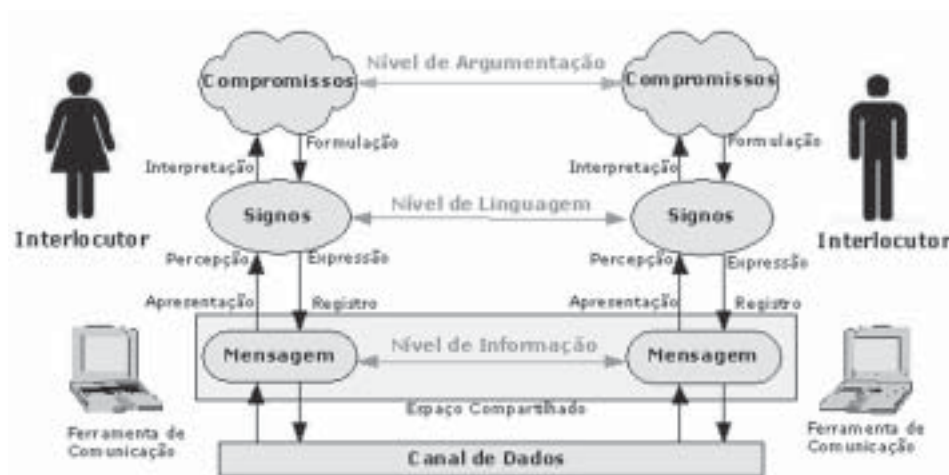 Compromissos
Nível de Argumentação
Compromissos
Interpretação
Formulação
Interpretação
Formulação
Signos
Nível de Linguagem
Signos
Interlocutor
Interlocutor
Percepção
Expressão
Percepção
Expressão
Apresentação
Registro
Apresentação
Registro
Mensagem
Nível de Informação
Mensagem
Espaço Compartilhado
Ferramenta de
Comunicação
Ferramenta de
Comunicação
Canal de Dados